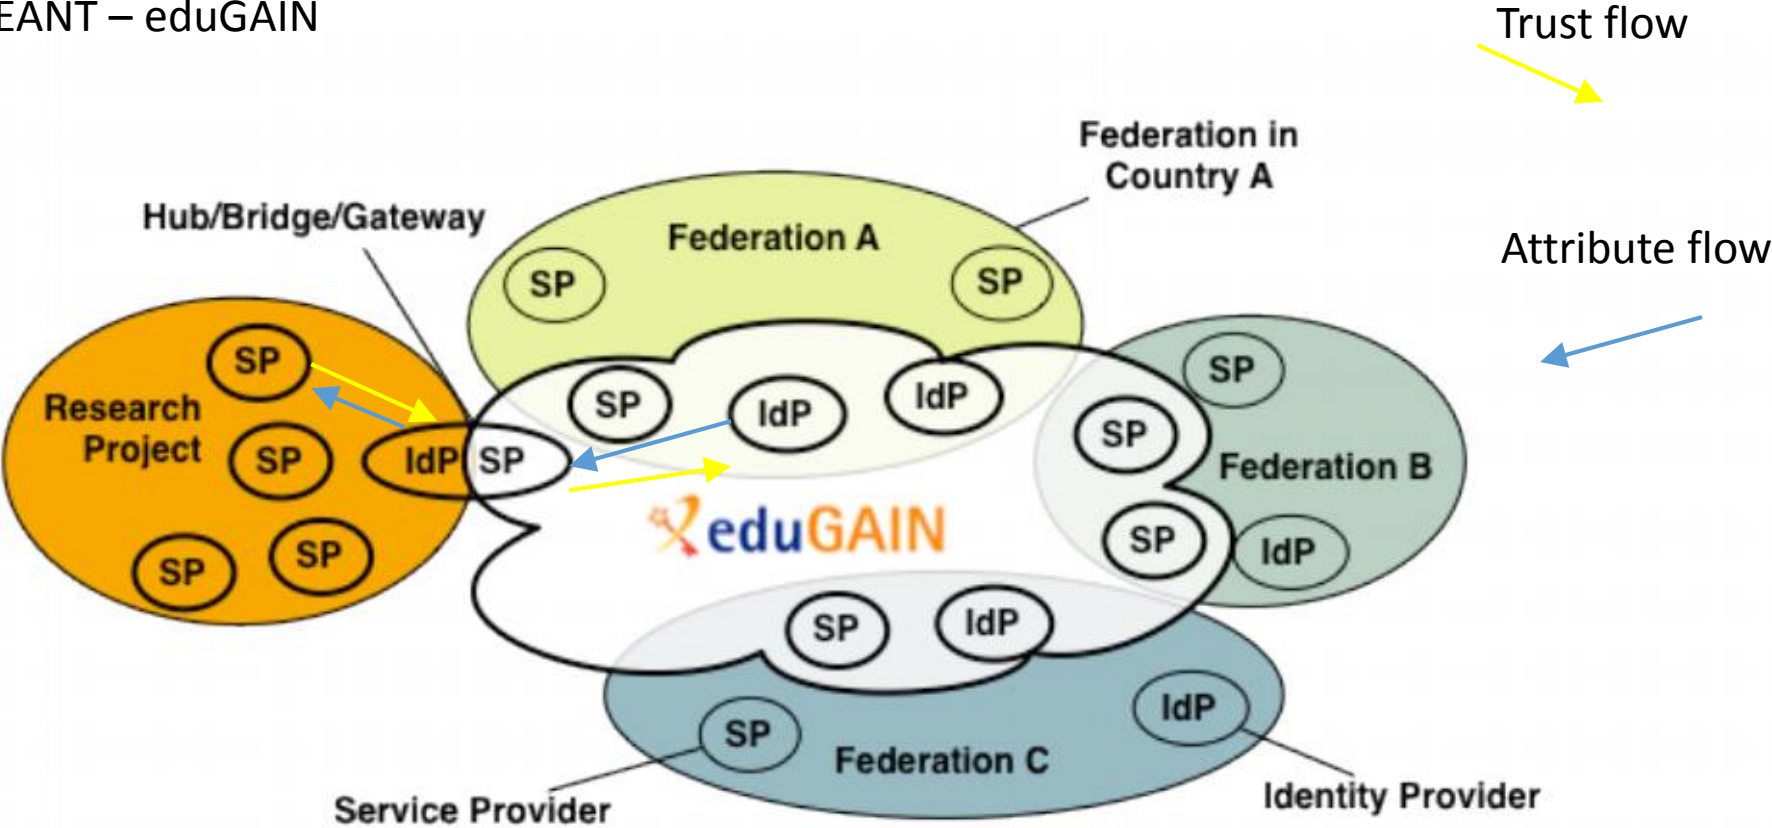 EANT – eduGAIN
Trust flow
Federation in
Country A
Hub/Bridge/Gateway
Federation A
Attribute flow
SP
SP
SP
SP
Research
Project
SP
IdP
IdP
SP
Federation B
SP
IdP
SP
eduGAIN
SP
IdP
SP
SP
SP
IdP
SP
IdP
Federation C
Service Provider
Identity Provider